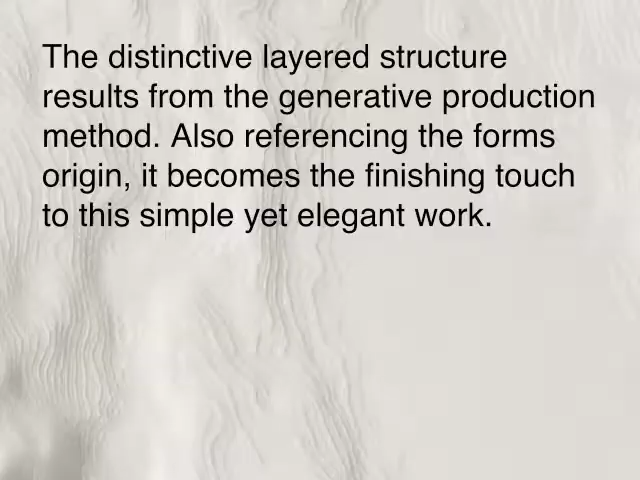 The distinctive layered structure
results from the generative production
method. Also referencing the forms
origin, it becomes the finishing touch
to this simple yet elegant work.